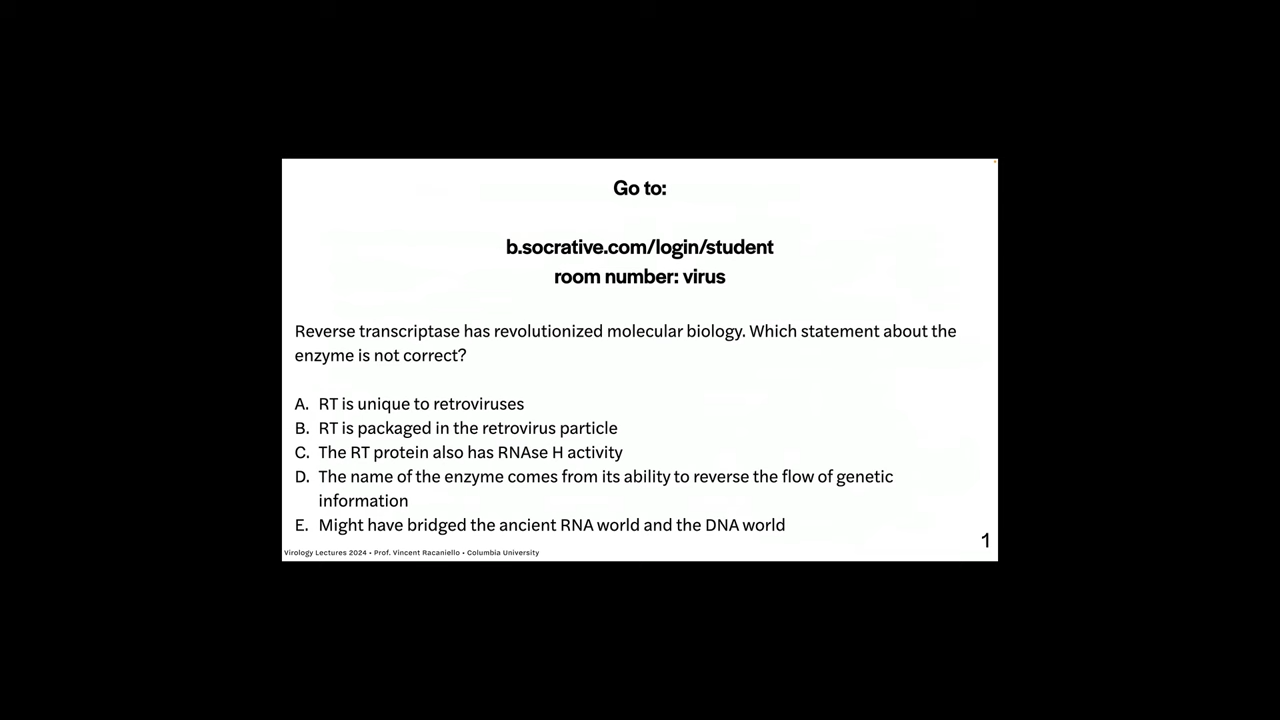 Go to:
b.socrative.com/login/student
room number: virus
Reverse transcriptase has revolutionized molecular biology. Which statement about the
enzyme is not correct?
A. RT is unique to retroviruses
B. RT is packaged in the retrovirus particle
C. The RT protein also has RNAse H activity
D. The name of the enzyme comes from its ability to reverse the flow of genetic
information
E. Might have bridged the ancient RNA world and the DNA world
Virology Lectures 2024 • Prof. Vincent Racaniello • Columbia University
1